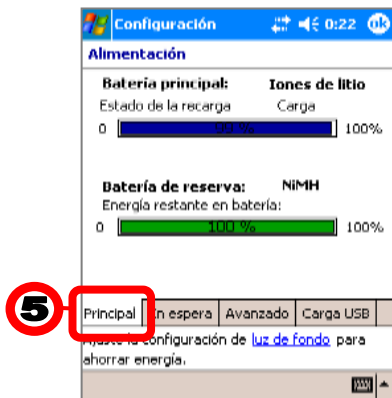 Configuración 0:22 ok
Alimentación
Batería principal: Iones de litio
Estado de la recarga Carga
0 99 % 100%
Batería de reserva: NiMH
Energía restante en batería:
0 100 % 100%
5
Principal En espera Avanzado Carga USB
Ajuste la configuración de luz de fondo para
ahorrar energía.